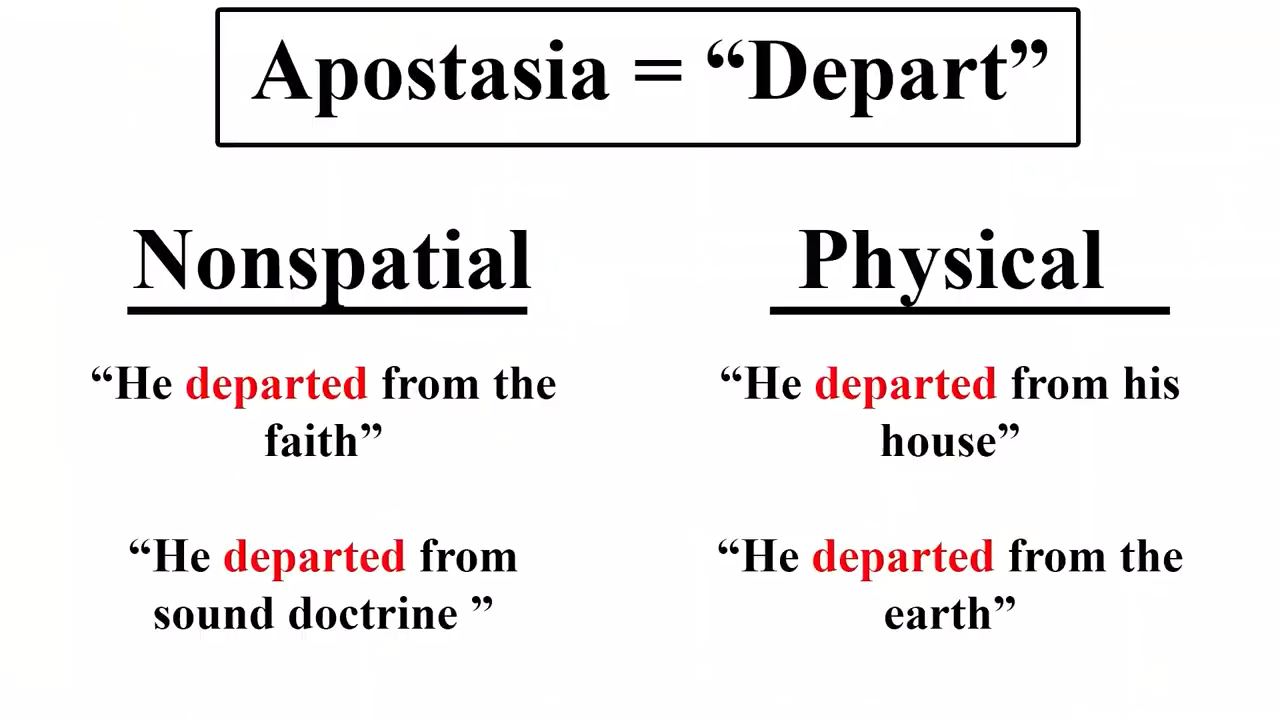 Apostasia = “Depart”
Nonspatial
“He departed from the
faith”
“He departed from
sound doctrine ”
Physical
“He departed from his
house”
“He departed from the
earth”